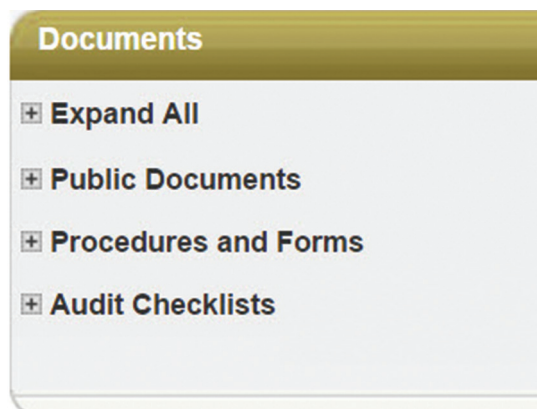 Documents
Expand All
Public Documents
Procedures and Forms
Audit Checklists